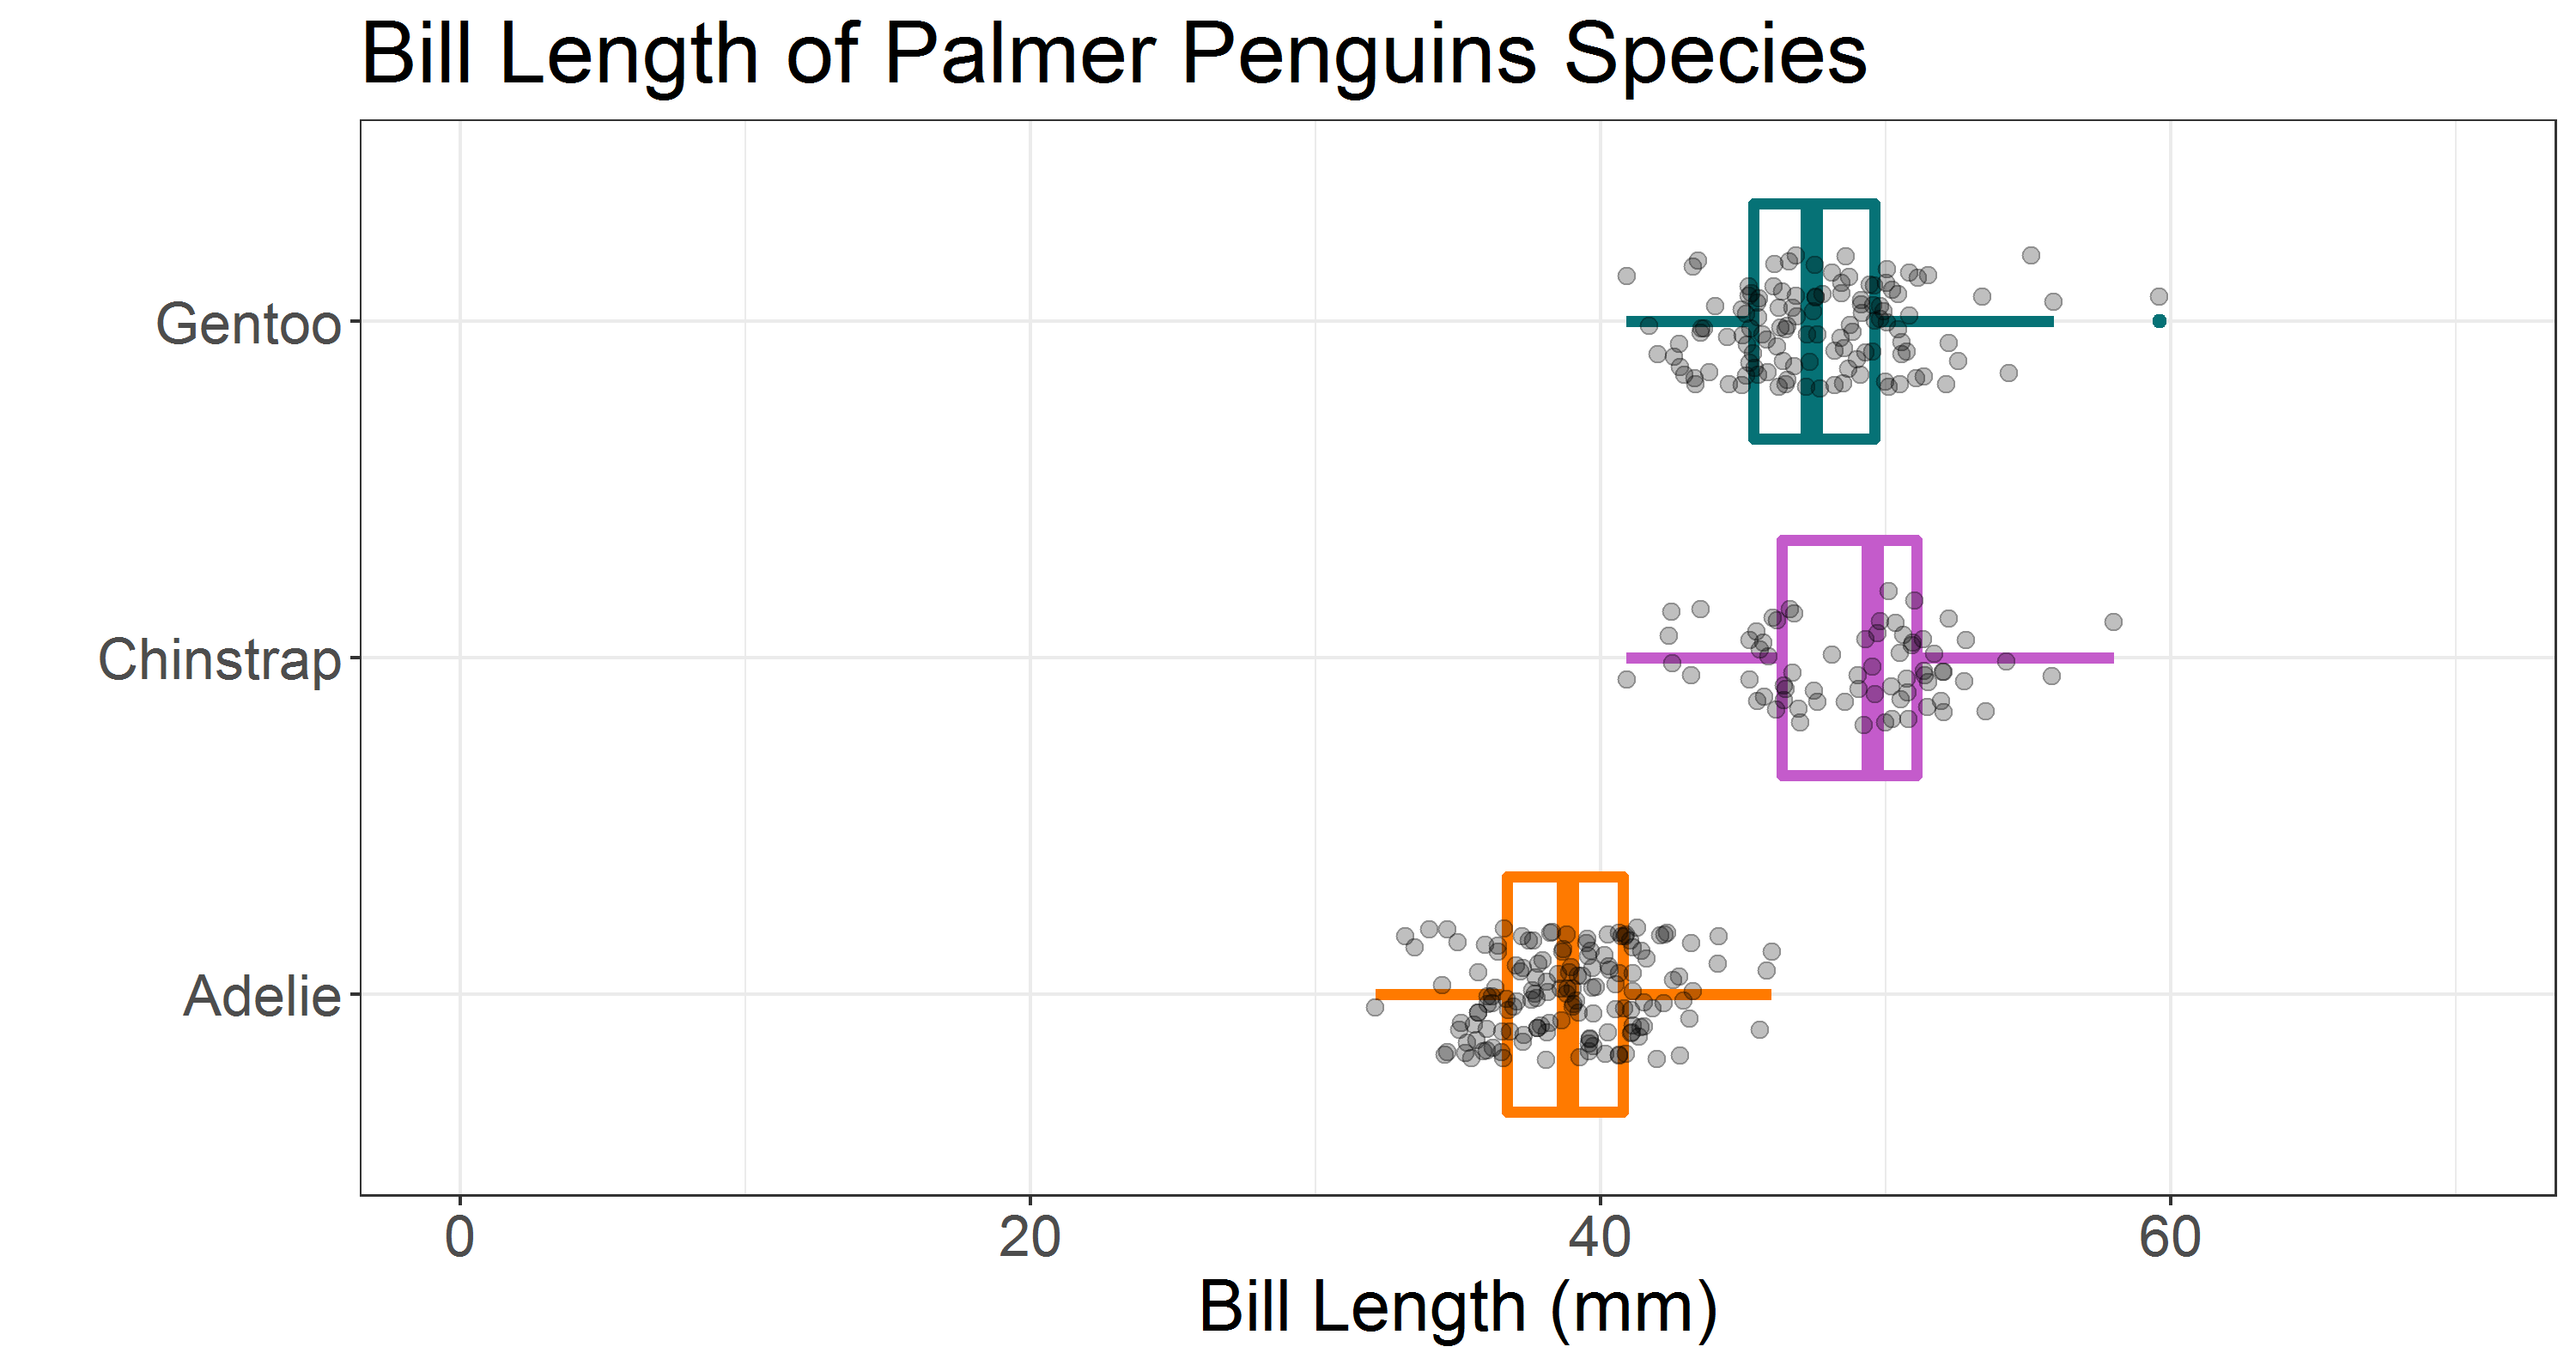 Bill Length of Palmer Penguins Species
Gentoo
Chinstrap
Adelie
0 20 40 60
Bill Length (mm)